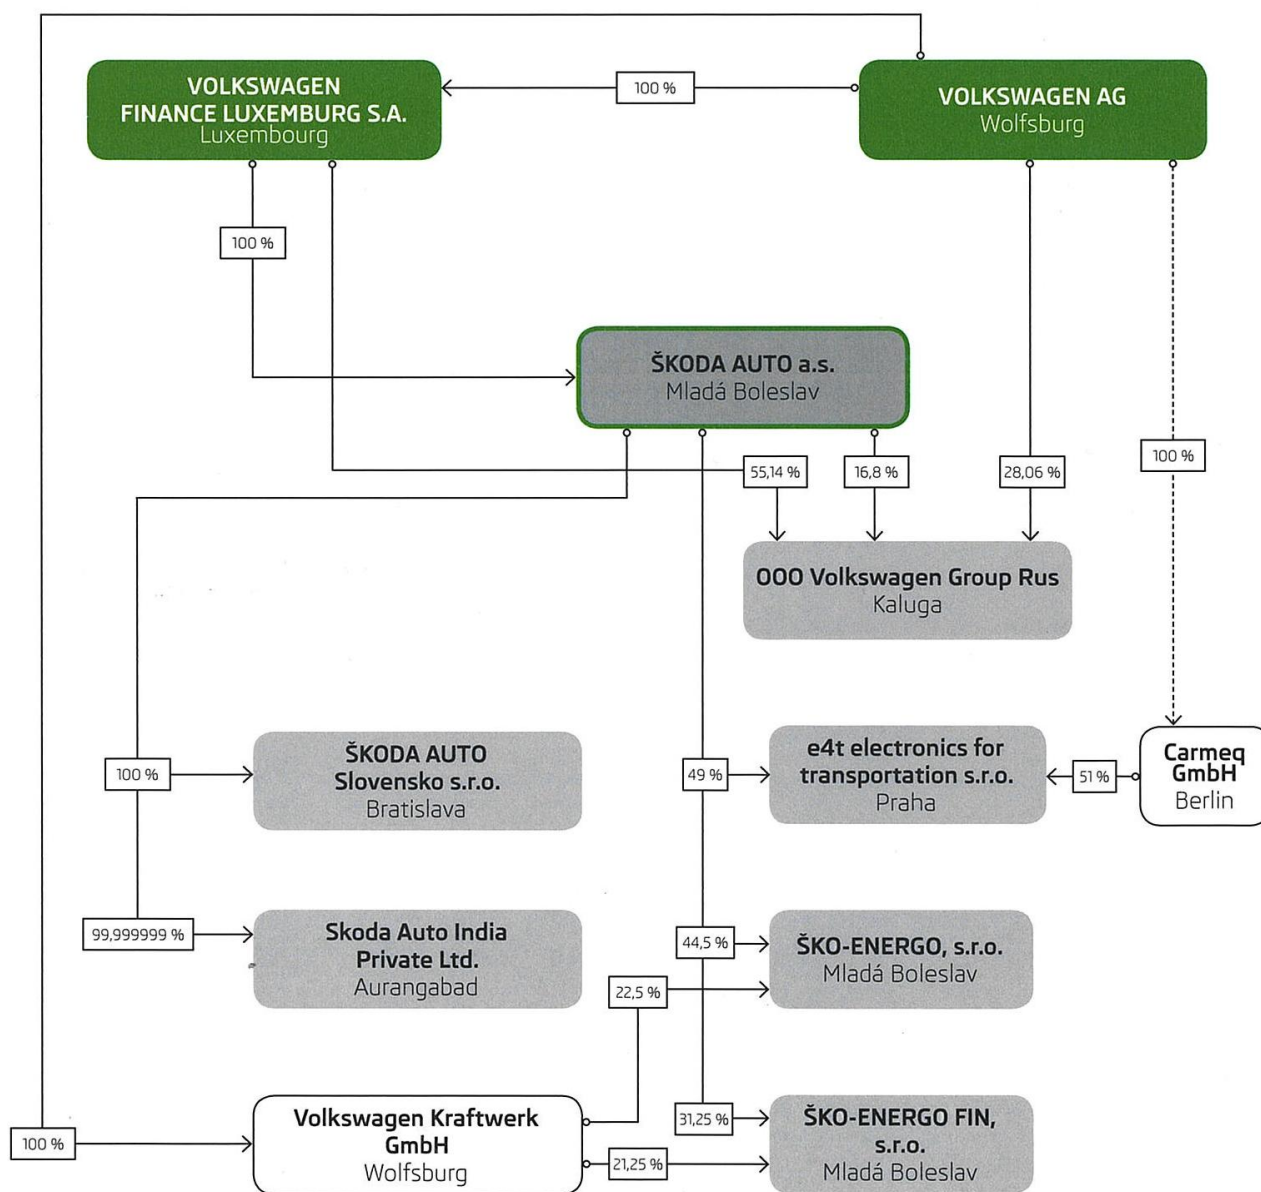 VOLKSWAGEN
FINANCE LUXEMBURG S.A.
Luxembourg
100 %
VOLKSWAGEN AG
Wolfsburg
100 %
ŠKODA AUTO a.s.
Mladá Boleslav
55,14 %
16,8 %
28,06 %
100 %
OOO Volkswagen Group Rus
Kaluga
100 %
ŠKODA AUTO
Slovensko s.r.o.
Bratislava
49 %
e4t electronics for
transportation s.r.o.
Praha
51 %
Carmeq
GmbH
Berlin
99,999999 %
Skoda Auto India
Private Ltd.
Aurangabad
44,5 %
22,5 %
ŠKO-ENERGO, s.r.o.
Mladá Boleslav
100 %
Volkswagen Kraftwerk
GmbH
Wolfsburg
31,25 %
21,25 %
ŠKO-ENERGO FIN,
s.r.o.
Mladá Boleslav